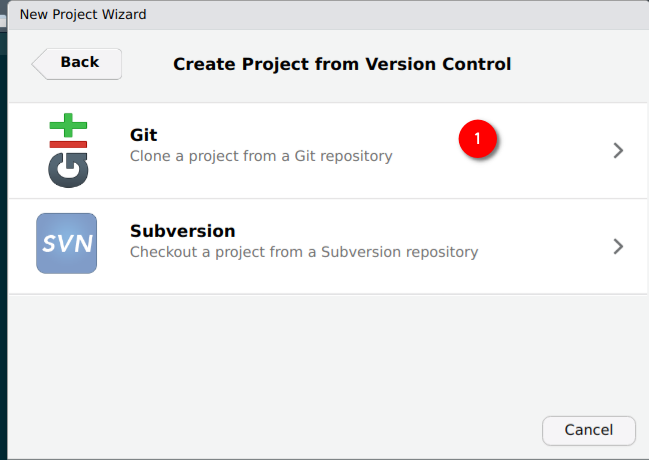 New Project Wizard
Back
Create Project from Version Control
Git
Git
Clone a project from a Git repository
1
SVN
Subversion
Checkout a project from a Subversion repository
Cancel